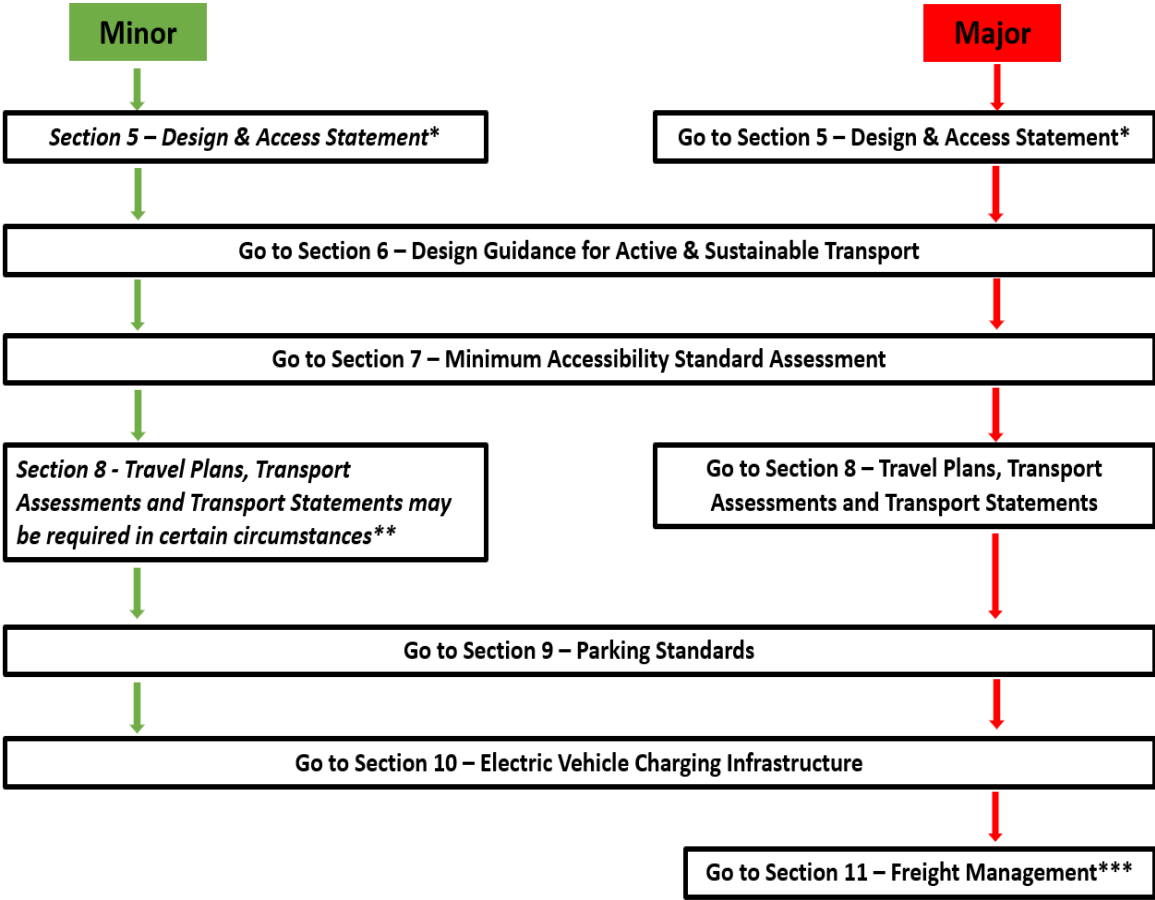 Minor
Major
Section 5 – Design & Access Statement*
Go to Section 5 – Design & Access Statement*
Go to Section 6 – Design Guidance for Active & Sustainable Transport
Go to Section 7 – Minimum Accessibility Standard Assessment
Section 8 - Travel Plans, Transport
Assessments and Transport Statements may
be required in certain circumstances**
Go to Section 8 – Travel Plans, Transport
Assessments and Transport Statements
Go to Section 9 – Parking Standards
Go to Section 10 – Electric Vehicle Charging Infrastructure
Go to Section 11 – Freight Management***